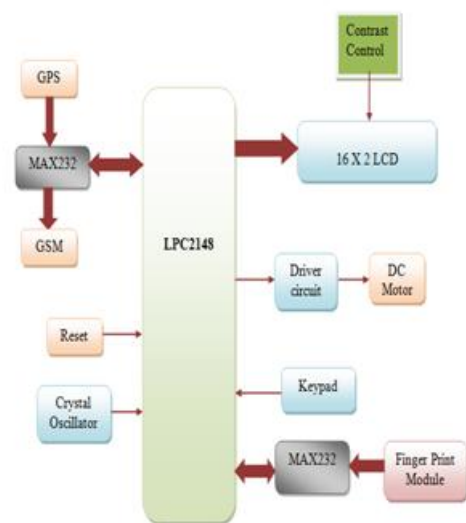 Contrast
Control
GPS
MAX232
16 X 2 LCD
GSM
LPC2148
Driver
circuit
DC
Motor
Reset
Keypad
Crystal
Oscillator
MAX232
Finger Print
Module